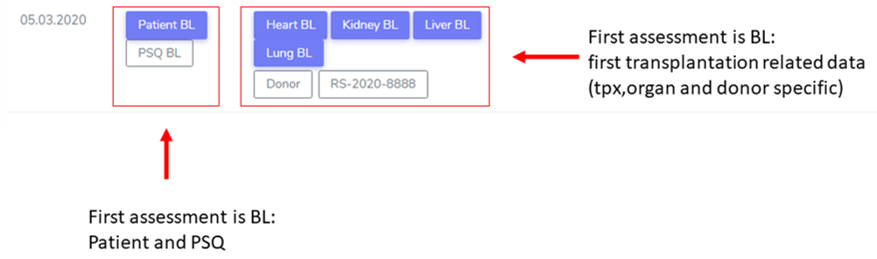 05.03.2020
Patient BL
PSQ BL
Heart BL Kidney BL Liver BL
Lung BL
Donor RS-2020-8888
First assessment is BL:
first transplantation related data
(tpx,organ and donor specific)
First assessment is BL:
Patient and PSQ